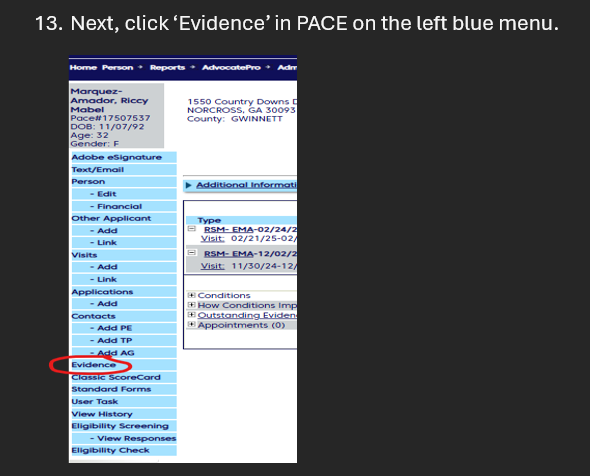 13. Next, click ‘Evidence’ in PACE on the left blue menu.
Home Person Reports AdvocatePro
Marquez-
Amador, Riccy
Mabel
Pace#17507537
DOB: 11/07/92
Age: 32
Gender: F
1550 Country Downs
NORCROSS, GA 30093
County: GWINNETT
Adobe eSignature
Text/Email
Person
- Edit
- Financial
Other Applicant
- Add
- Link
Visits
- Add
- Link
Applications
- Add
Contacts
- Add PE
- Add TP
- Add AG
Evidence
Classic ScoreCard
Standard Forms
User Task
View History
Eligibility Screening
- View Responses
Eligibility Check
Additional Informati
Type
RSM- EMA-02/24/2
Visit: 02/21/25-02/
RSM- EMA-12/02/2
Visit: 11/30/24-12/
Conditions
How Conditions Imp
Outstanding Eviden
Appointments (0)